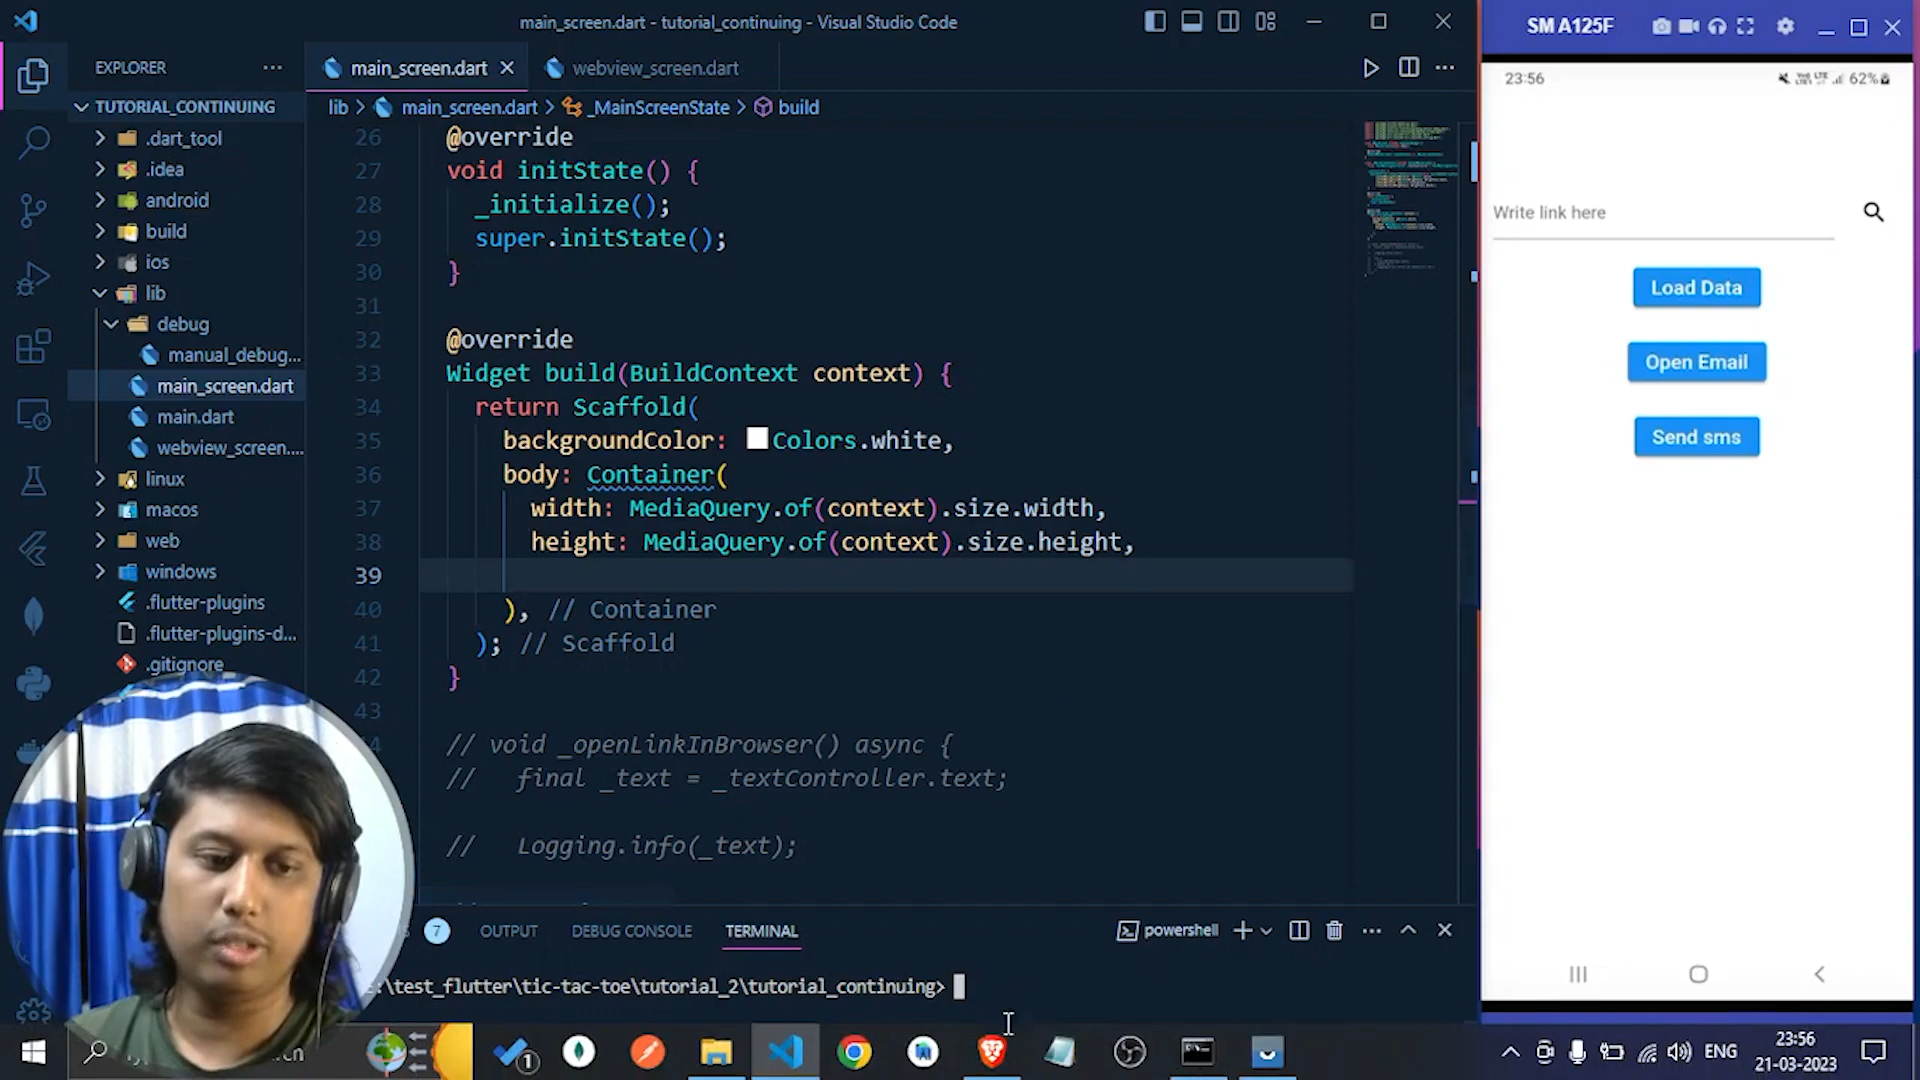 main_screen.dart - tutorial_continuing - Visual Studio Code
EXPLORER
main_screen.dart
webview_screen.dart
TUTORIAL_CONTINUING
lib > main_screen.dart > _MainScreenState > build
.dart_tool
.idea
android
build
ios
lib
debug
manual_debug...
main_screen.dart
main.dart
webview_screen....
linux
macos
web
windows
.flutter-plugins
.flutter-plugins-d...
.gitignore
26 @override
27 void initState() {
28 _initialize();
29 super.initState();
30 }
31
32 @override
33 Widget build(BuildContext context) {
34 return Scaffold(
35 backgroundColor: Colors.white,
36 body: Container(
37 width: MediaQuery.of(context).size.width,
38 height: MediaQuery.of(context).size.height,
39
40 ), // Container
41 ); // Scaffold
42 }
43
// void _openLinkInBrowser() async {
// final _text = _textController.text;
// Logging.info(_text);
7 OUTPUT DEBUG CONSOLE TERMINAL
powershell
:\test_flutter\tic-tac-toe\tutorial_2\tutorial_continuing>
SM A125F
23:56
62%
Write link here
Load Data
Open Email
Send sms
1
ENG
23:56
21-03-2023